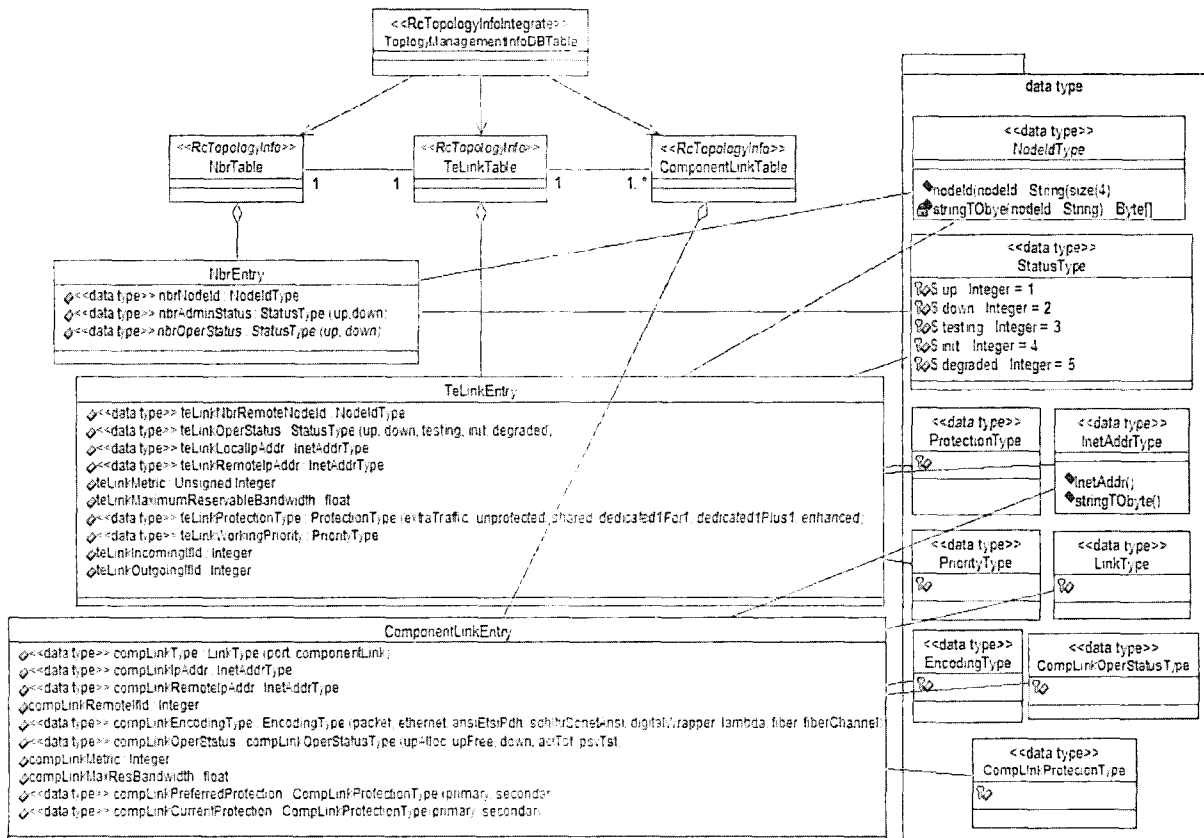 <<RcTopologyInfoIntegrate>>
ToplogyManagementInfoDBTable
<<RcTopologyInfo>>
NbrTable
<<RcTopologyInfo>>
TeLinkTable
<<RcTopologyInfo>>
ComponentLinkTable
1
1
1
1..*
NbrEntry
<<data type>> nbrNodeId : NodeIdType
<<data type>> nbrAdminStatus : StatusType (up,down)
<<data type>> nbrOperStatus : StatusType (up, down)
TeLinkEntry
<<data type>> teLinkNbrRemoteNodeId : NodeIdType
<<data type>> teLinkOperStatus : StatusType (up, down, testing, init, degraded)
<<data type>> teLinkLocalIpAddr : InetAddrType
<<data type>> teLinkRemoteIpAddr : InetAddrType
teLinkMetric : Unsigned Integer
teLinkMaximumReservableBandwidth : float
<<data type>> teLinkProtectionType : ProtectionType (extraTraffic, unprotected, shared, dedicated1For1, dedicated1Plus1, enhanced)
<<data type>> teLinkWorkingPriority : PriorityType
teLinkIncomingIfId : Integer
teLinkOutgoingIfId : Integer
ComponentLinkEntry
<<data type>> compLinkType : LinkType (port, componentLink)
<<data type>> compLinkIpAddr : InetAddrType
<<data type>> compLinkRemoteIpAddr : InetAddrType
compLinkRemoteIfId : Integer
<<data type>> compLinkEncodingType : EncodingType (packet, ethernet, ansiEtsiPdh, sdhItuSonetAnsi, digitalWrapper, lambda, fiber, fiberChannel)
<<data type>> compLinkOperStatus : compLinkOperStatusType (upAlloc, upFree, down, actTst, psvTst)
compLinkMetric : Integer
compLinkMaxResBandwidth : float
<<data type>> compLinkPreferredProtection : CompLinkProtectionType (primary, secondar
<<data type>> compLinkCurrentProtection : CompLinkProtectionType(primary, secondar
data type
<<data type>>
NodeIdType
nodeId(nodeId : String(size(4)
stringTObye(nodeId : String) : Byte[]
<<data type>>
StatusType
$ up : Integer = 1
$ down : Integer = 2
$ testing : Integer = 3
$ init : Integer = 4
$ degraded : Integer = 5
<<data type>>
ProtectionType
<<data type>>
InetAddrType
InetAddr()
stringTObyte()
<<data type>>
PriorityType
<<data type>>
LinkType
<<data type>>
EncodingType
<<data type>>
CompLinkOperStatusType
<<data type>>
CompLinkProtecionType